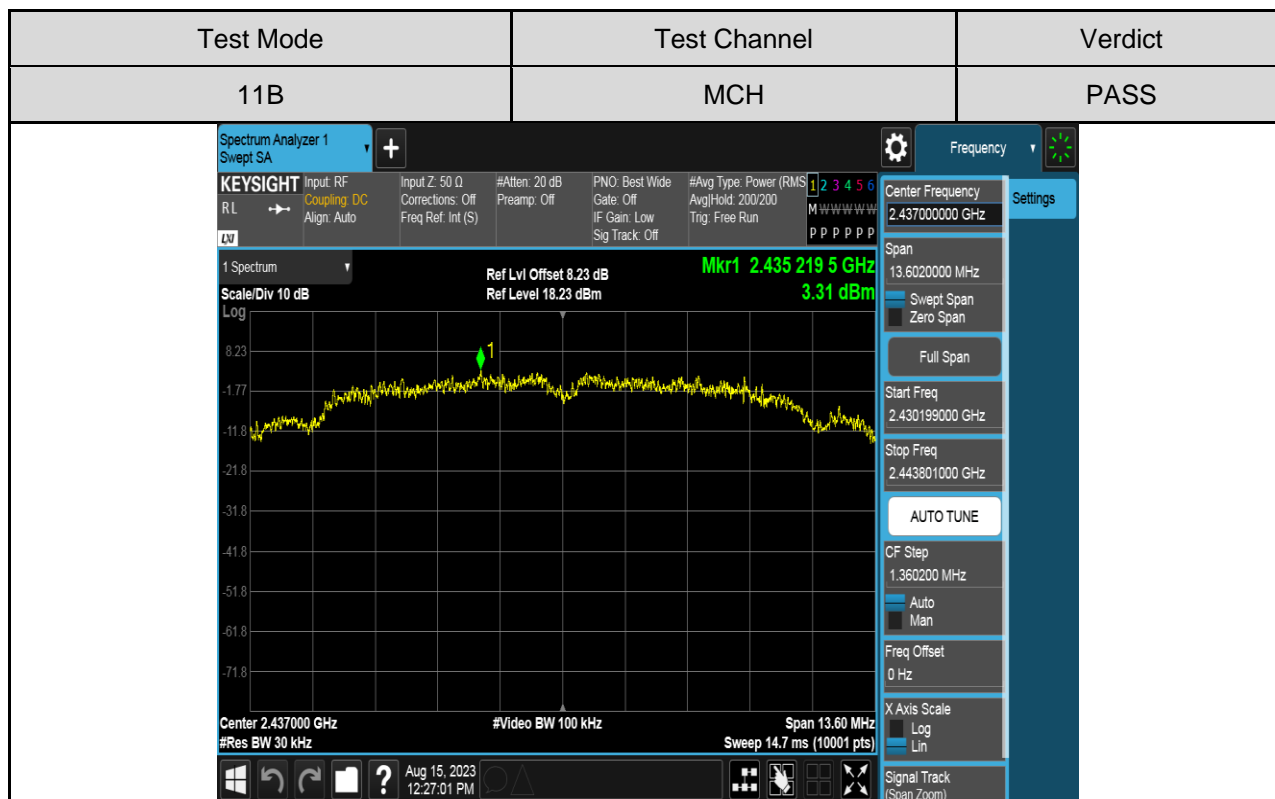 Test Mode Test Channel Verdict
11B MCH PASS
Spectrum Analyzer 1
Swept SA
+
Frequency
KEYSIGHT
RL
LXI
Input: RF
Coupling: DC
Align: Auto
Input Z: 50 Ω
Corrections: Off
Freq Ref: Int (S)
#Atten: 20 dB
Preamp: Off
PNO: Best Wide
Gate: Off
IF Gain: Low
Sig Track: Off
#Avg Type: Power (RMS
Avg|Hold: 200/200
Trig: Free Run
1 2 3 4 5 6
M W W W W W
P P P P P P
1 Spectrum
Scale/Div 10 dB
Ref Lvl Offset 8.23 dB
Ref Level 18.23 dBm
Mkr1 2.435 219 5 GHz
3.31 dBm
Log
1
8.23
-1.77
-11.8
-21.8
-31.8
-41.8
-51.8
-61.8
-71.8
Center 2.437000 GHz
#Res BW 30 kHz
#Video BW 100 kHz
Span 13.60 MHz
Sweep 14.7 ms (10001 pts)
?
Aug 15, 2023
12:27:01 PM
Center Frequency
2.437000000 GHz
Span
13.6020000 MHz
Swept Span
Zero Span
Full Span
Start Freq
2.430199000 GHz
Stop Freq
2.443801000 GHz
AUTO TUNE
CF Step
1.360200 MHz
Auto
Man
Freq Offset
0 Hz
X Axis Scale
Log
Lin
Signal Track
(Span Zoom)
Settings